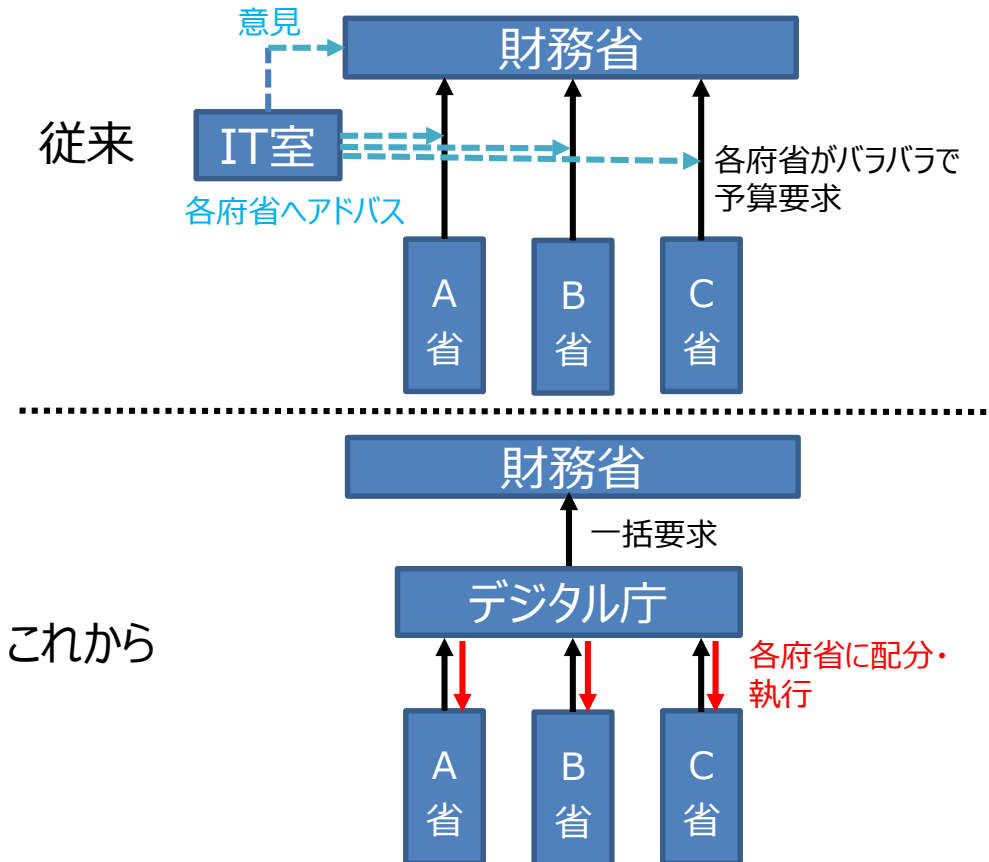 意見
財務省
従来
IT室
各府省がバラバラで
予算要求
各府省へアドバス
A
省
B
省
C
省
財務省
一括要求
デジタル庁
これから
各府省に配分・
執行
A
省
B
省
C
省